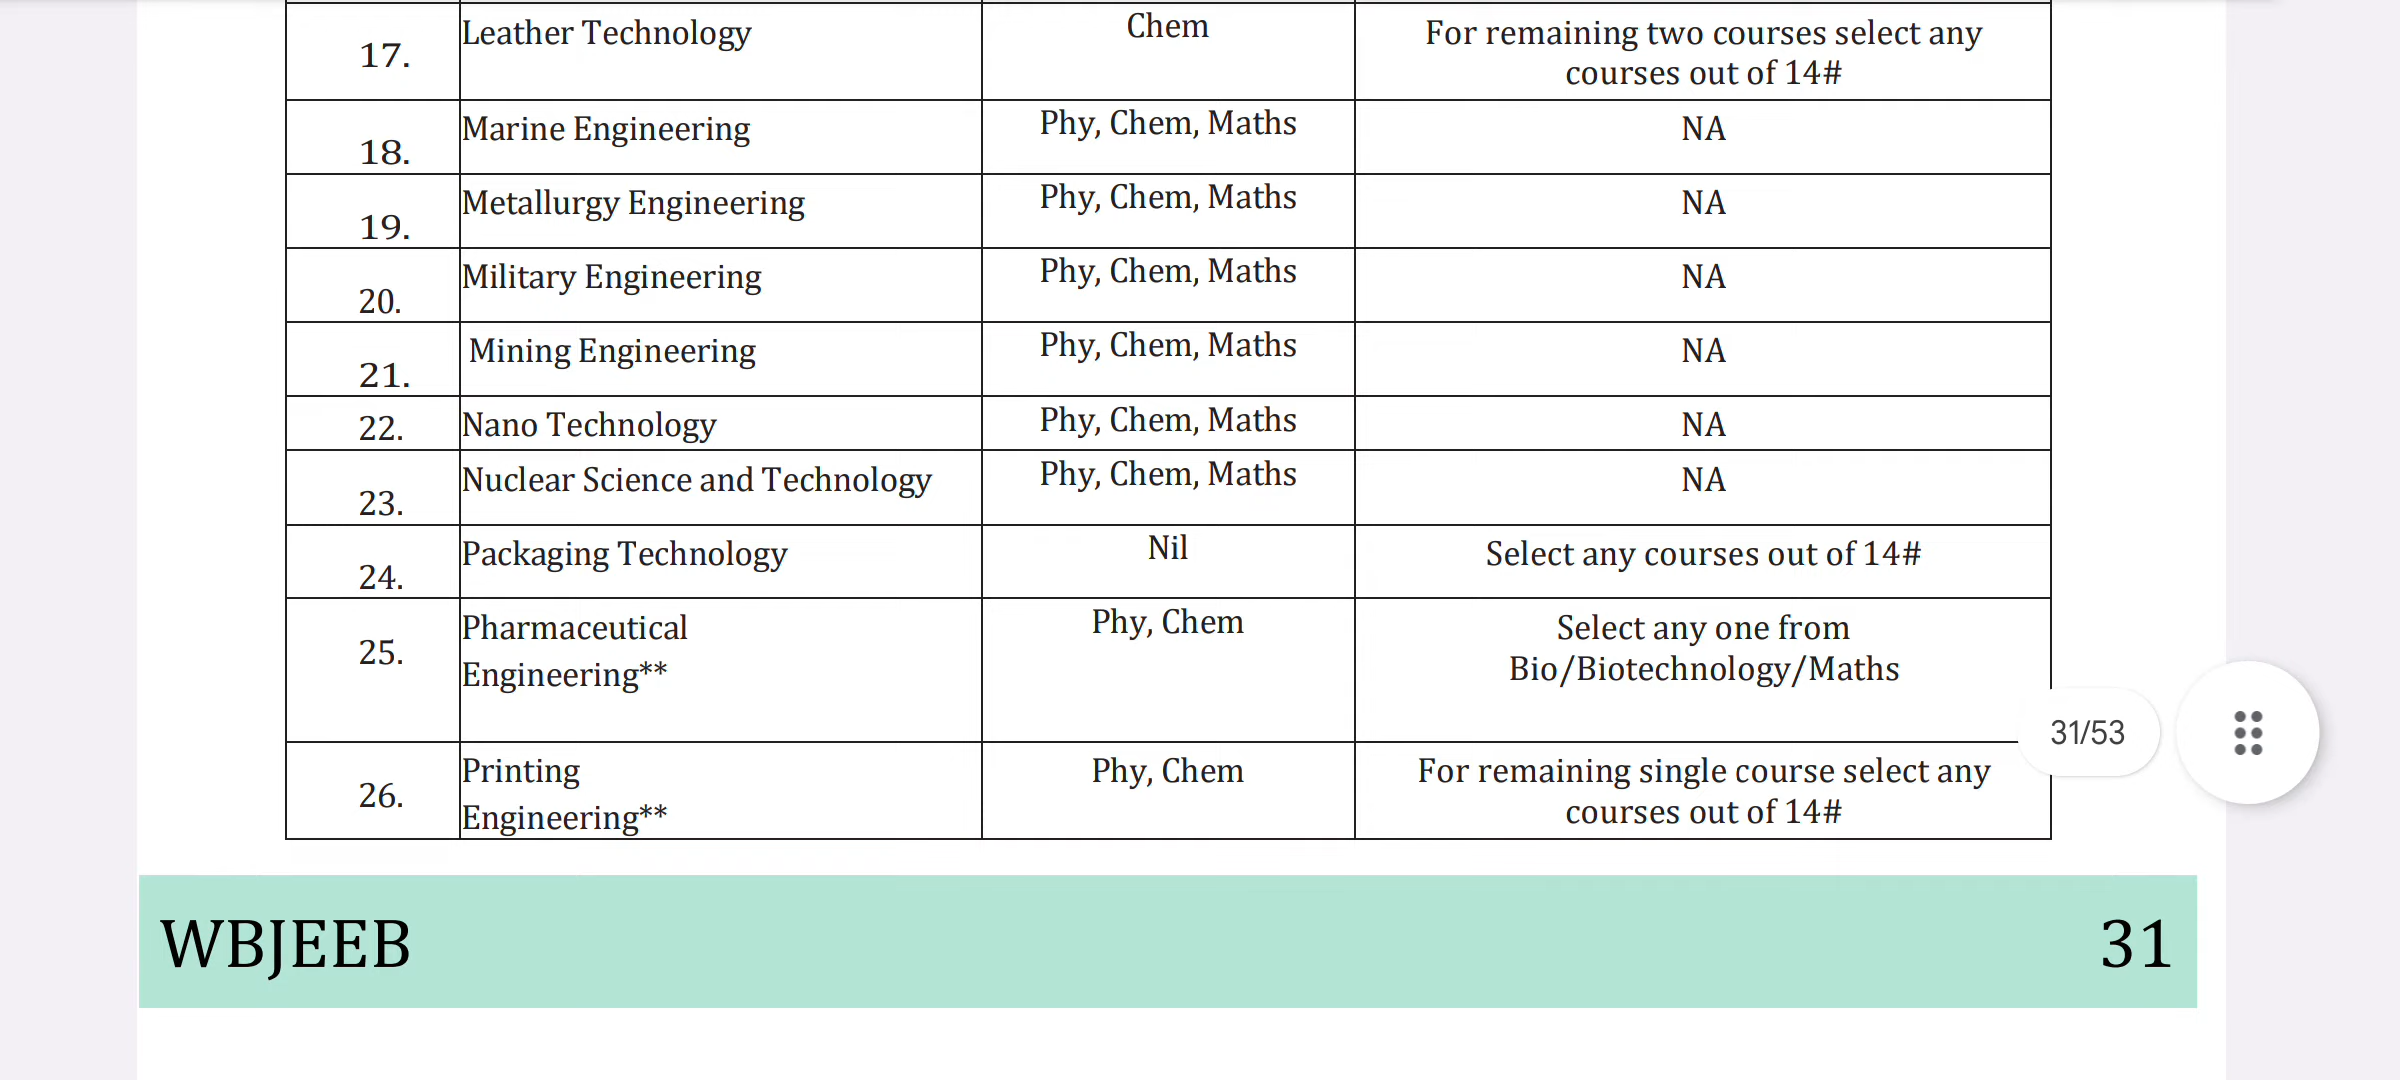 17.
Leather Technology
Chem
For remaining two courses select any
courses out of 14#
18.
Marine Engineering
Phy, Chem, Maths
NA
19.
Metallurgy Engineering
Phy, Chem, Maths
NA
20.
Military Engineering
Phy, Chem, Maths
NA
21.
Mining Engineering
Phy, Chem, Maths
NA
22.
Nano Technology
Phy, Chem, Maths
NA
23.
Nuclear Science and Technology
Phy, Chem, Maths
NA
24.
Packaging Technology
Nil
Select any courses out of 14#
25.
Pharmaceutical
Engineering**
Phy, Chem
Select any one from
Bio/Biotechnology/Maths
31/53
26.
Printing
Engineering**
Phy, Chem
For remaining single course select any
courses out of 14#
WBJEEB
31